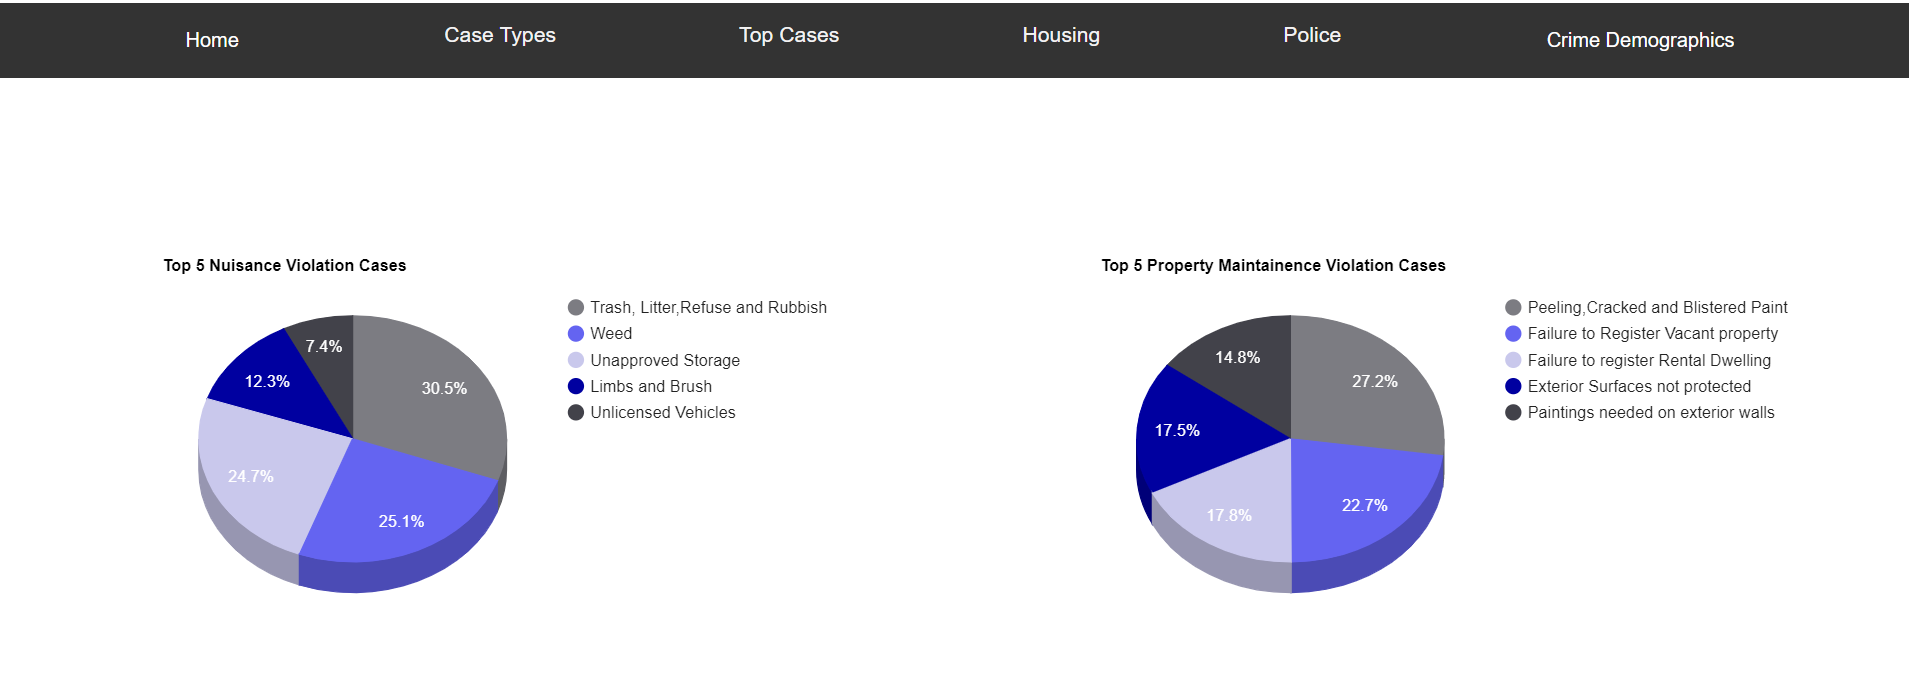 Home Case Types Top Cases Housing Police Crime Demographics
Top 5 Nuisance Violation Cases
Trash, Litter,Refuse and Rubbish
Weed
Unapproved Storage
Limbs and Brush
Unlicensed Vehicles
7.4%
12.3%
30.5%
24.7%
25.1%
Top 5 Property Maintainence Violation Cases
Peeling,Cracked and Blistered Paint
Failure to Register Vacant property
Failure to register Rental Dwelling
Exterior Surfaces not protected
Paintings needed on exterior walls
14.8%
27.2%
17.5%
22.7%
17.8%